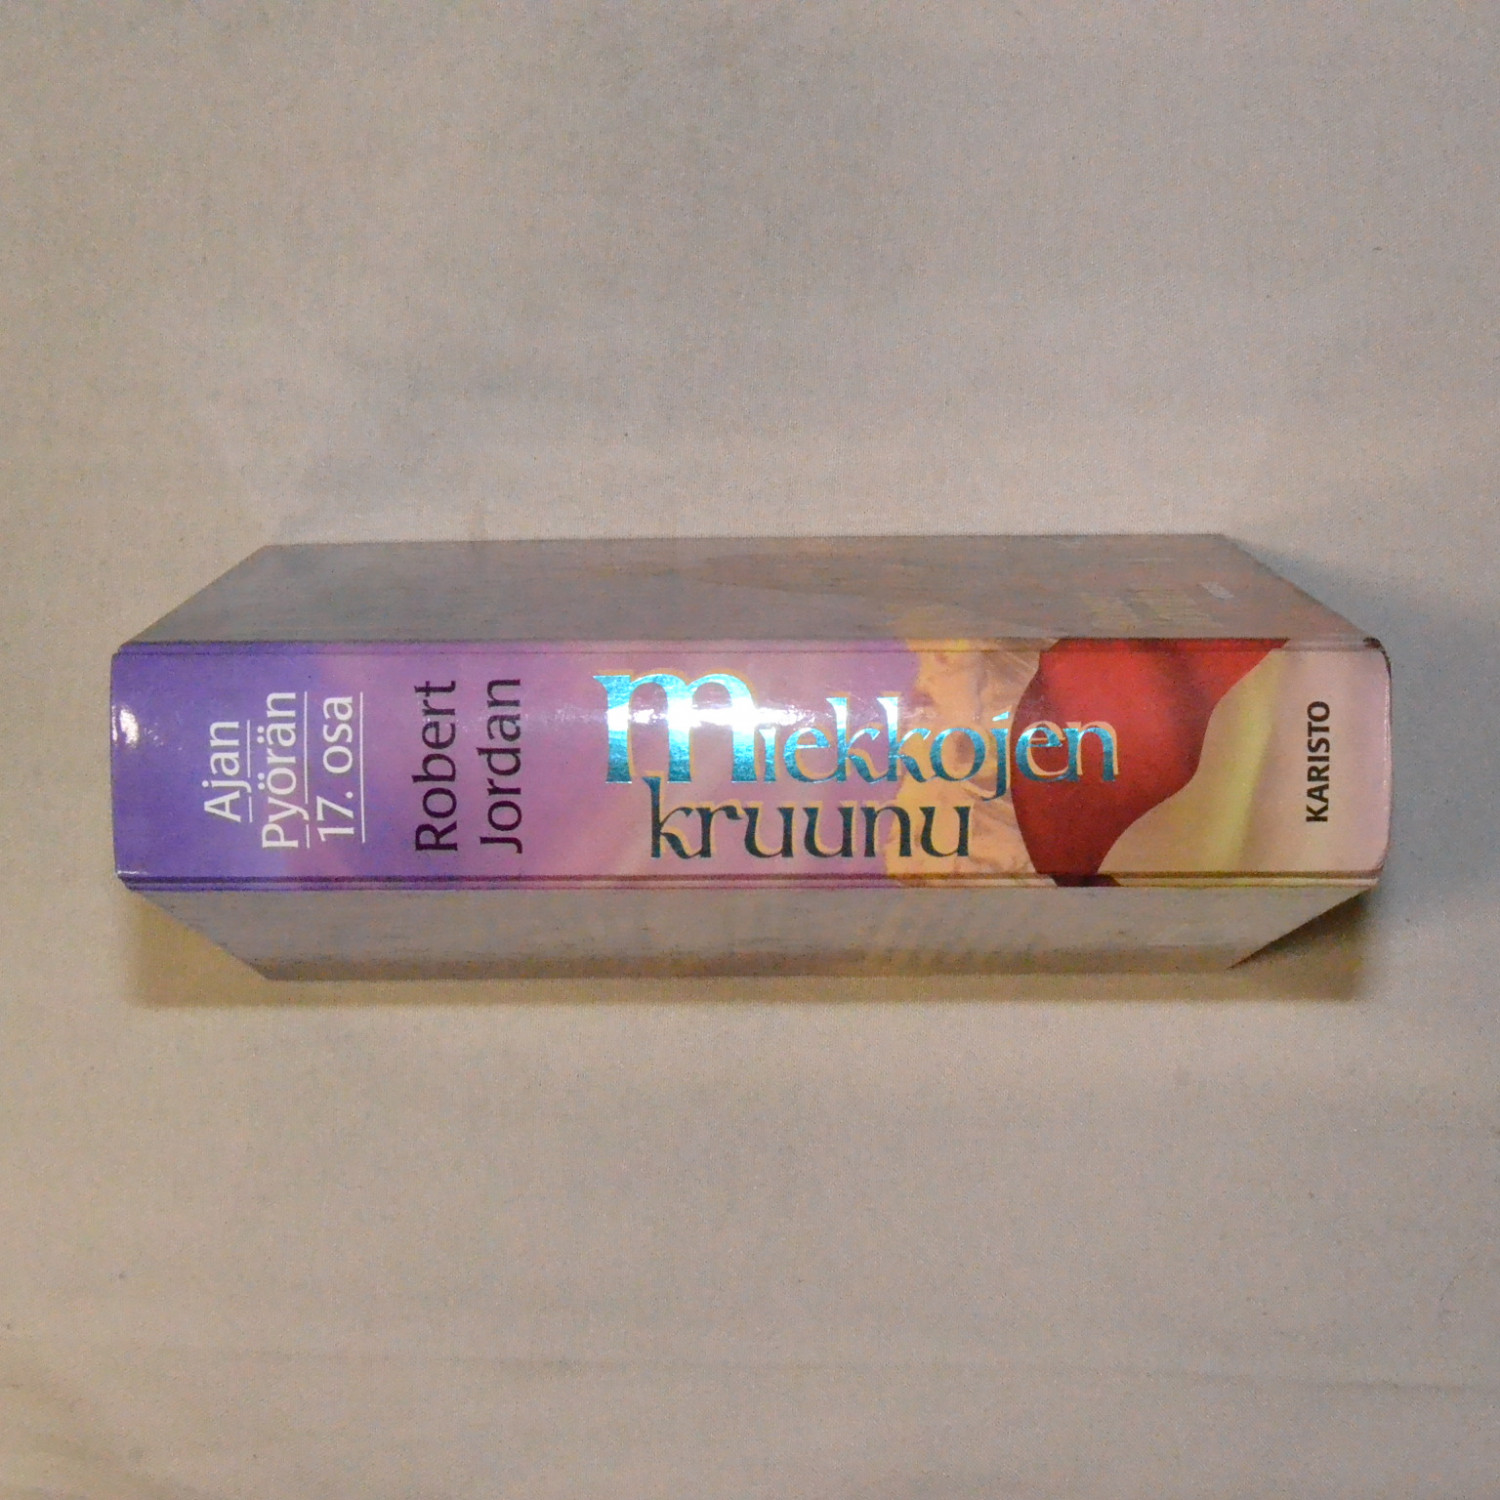 Ajan
Pyörän
17. osa
Robert
Jordan
Miekkojen
kruunu
KARISTO